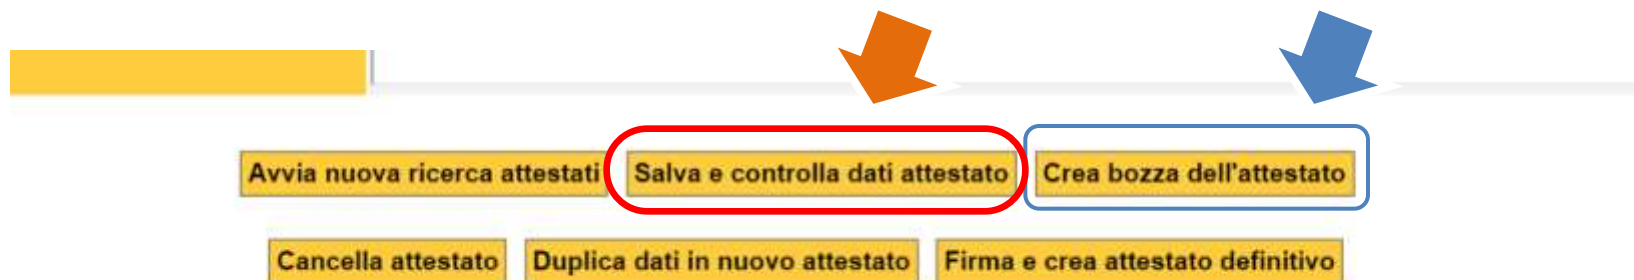 Avvia nuova ricerca attestati Salva e controlla dati attestato Crea bozza dell'attestato
Cancella attestato Duplica dati in nuovo attestato Firma e crea attestato definitivo